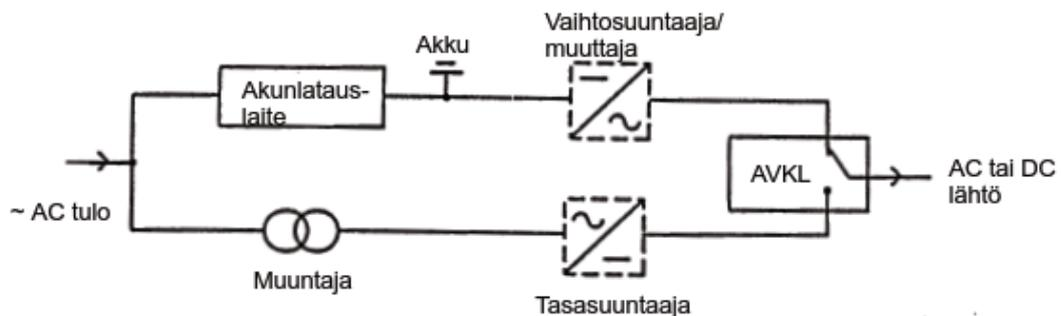 Vaihtosuuntaaja/
muuttaja
Akku
Akunlataus-
laite
AVKL
AC tai DC
lähtö
~ AC tulo
Muuntaja
Tasasuuntaaja